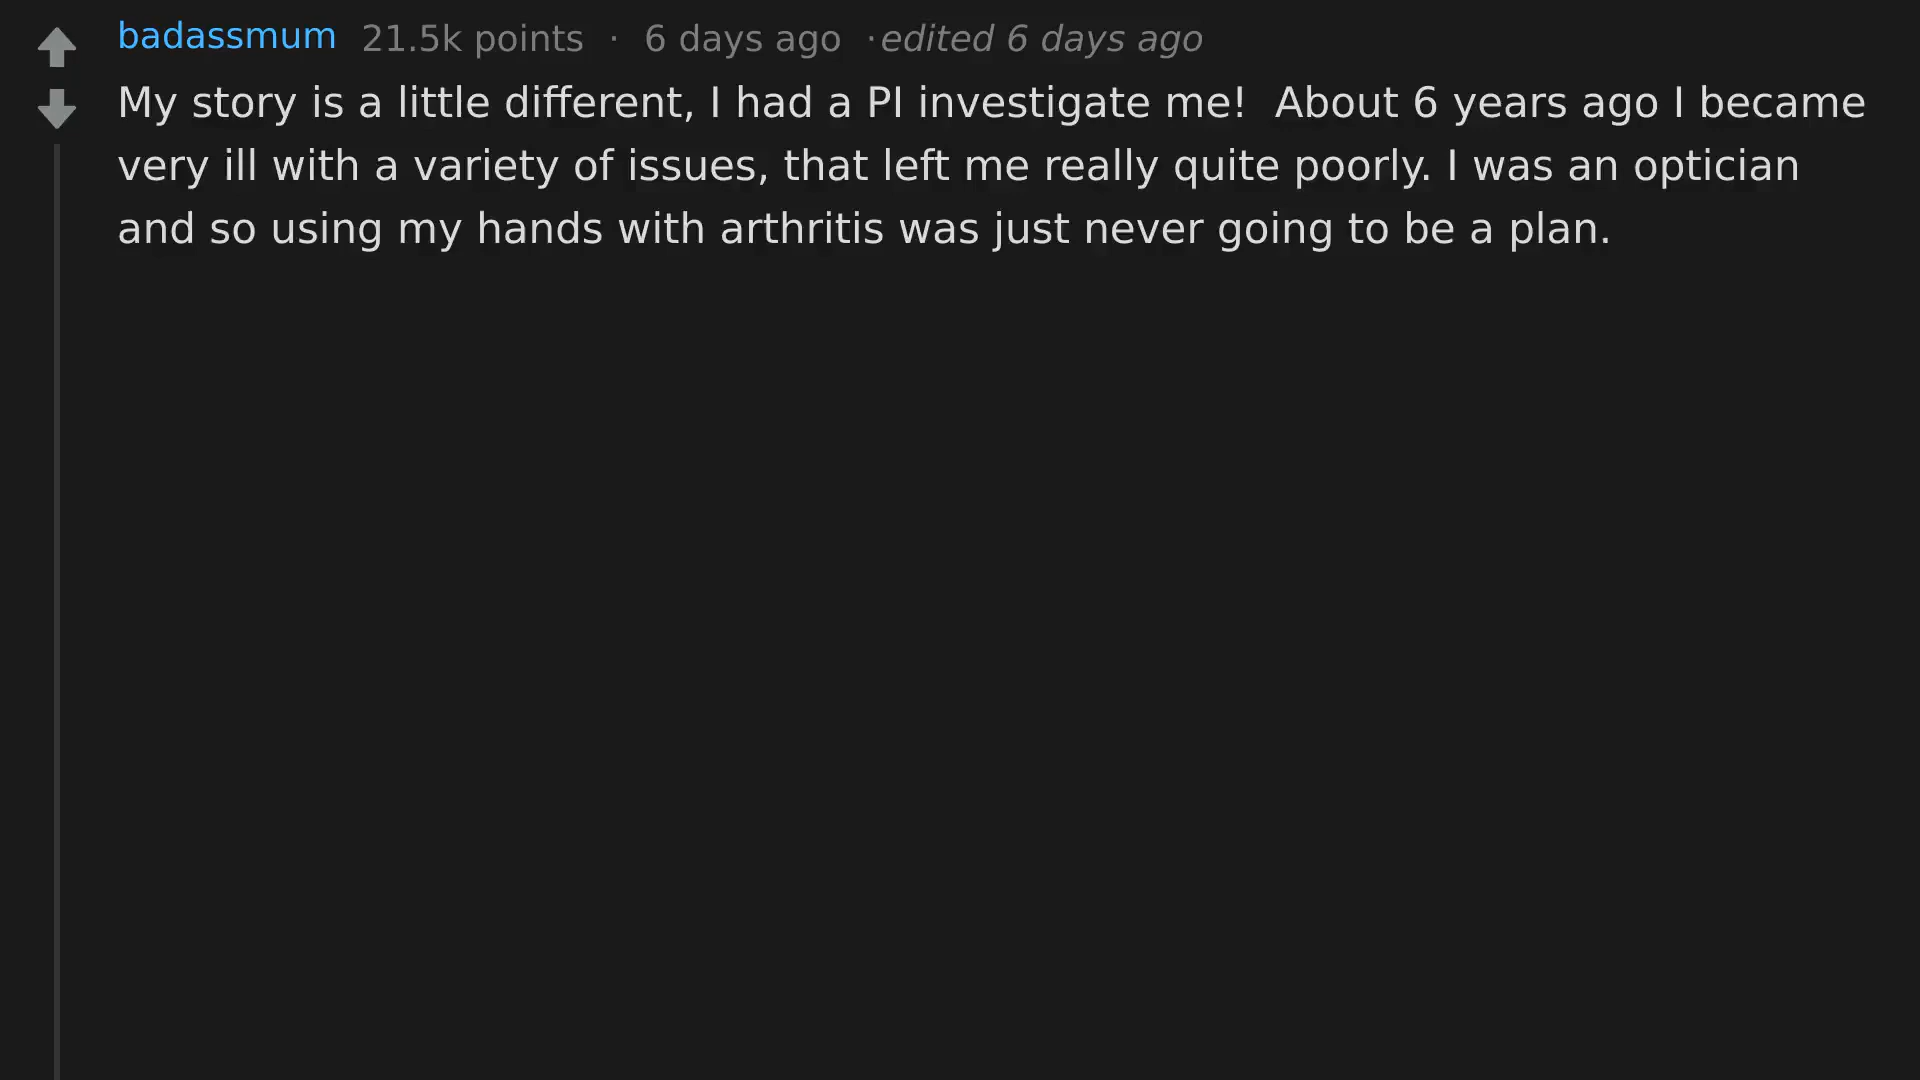 badassmum 21.5k points · 6 days ago ·edited 6 days ago
My story is a little different, I had a PI investigate me!  About 6 years ago I became
very ill with a variety of issues, that left me really quite poorly. I was an optician
and so using my hands with arthritis was just never going to be a plan.